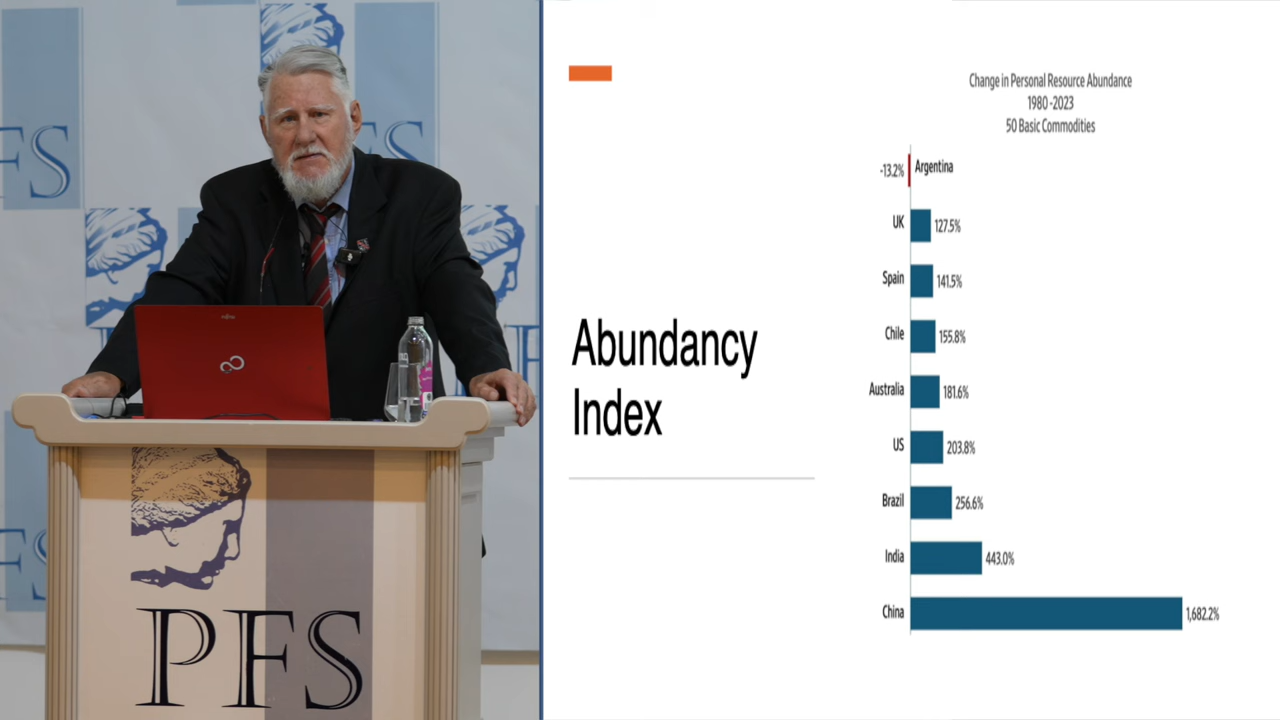 FS
FS
PFS
Abundancy
Index
Change in Personal Resource Abundance
1980 -2023
50 Basic Commodities
-13.2% Argentina
UK 127.5%
Spain 141.5%
Chile 155.8%
Australia 181.6%
US 203.8%
Brazil 256.6%
India 443.0%
China 1,682.2%